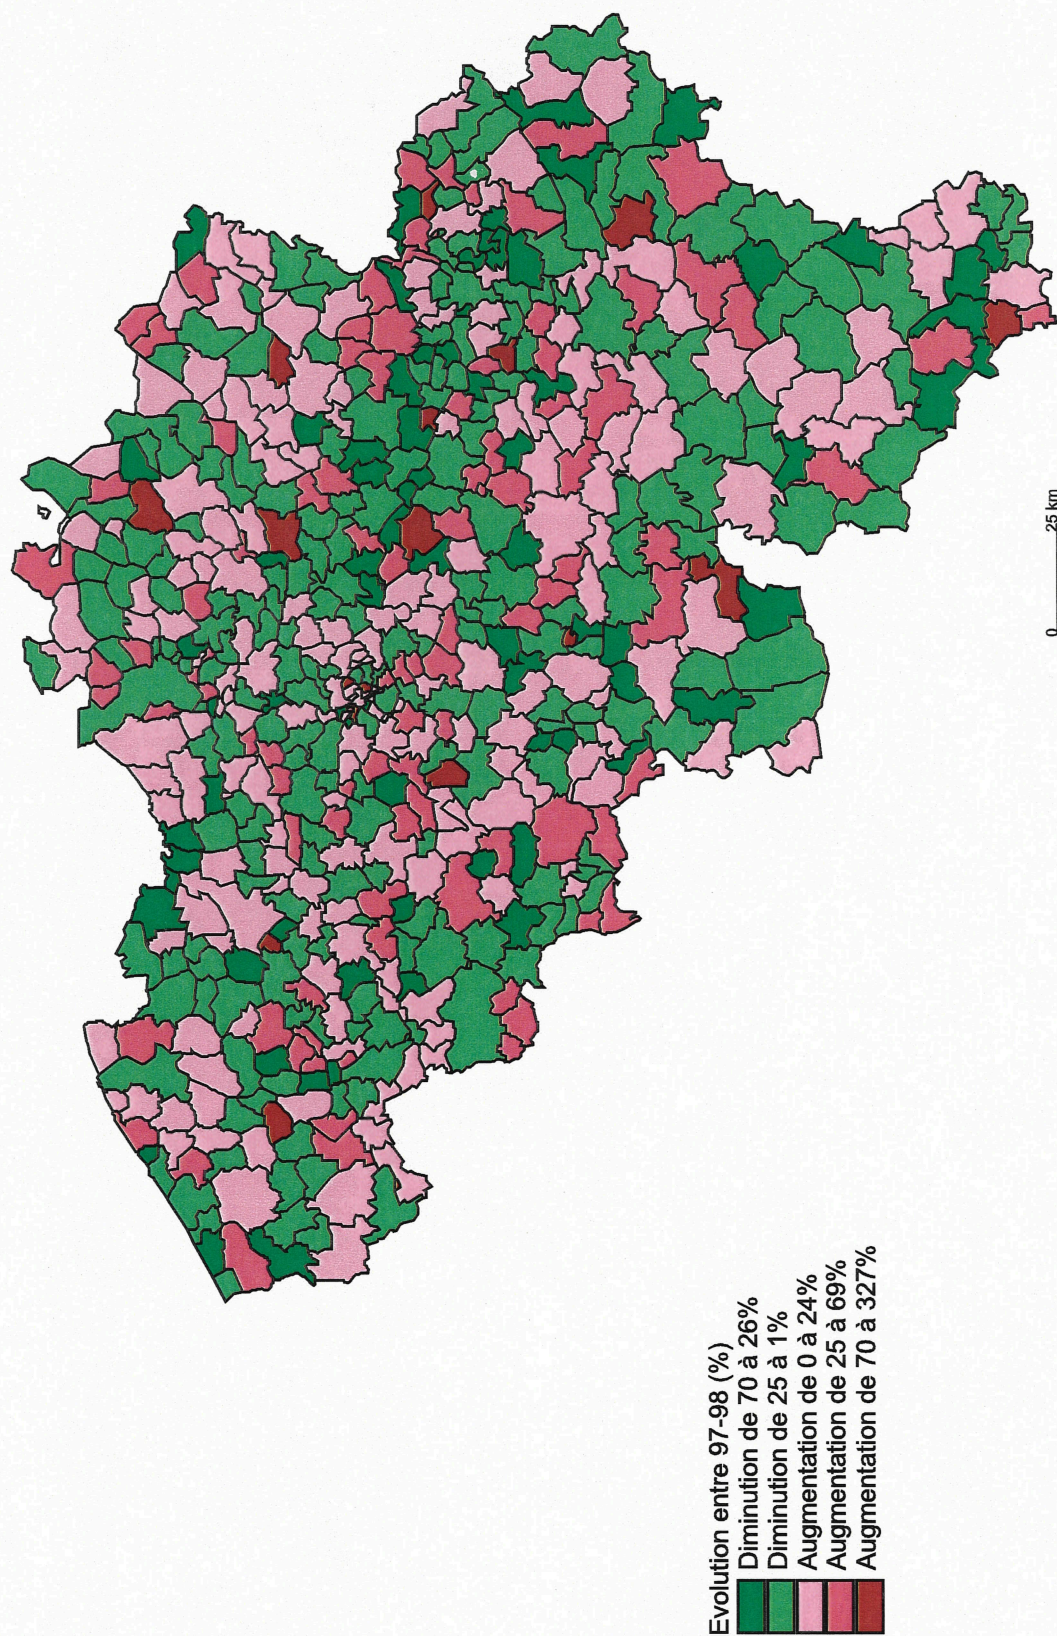 Evolution entre 97-98 (%)
Diminution de 70 à 26%
Diminution de 25 à 1%
Augmentation de 0 à 24%
Augmentation de 25 à 69%
Augmentation de 70 à 327%
0 25 km